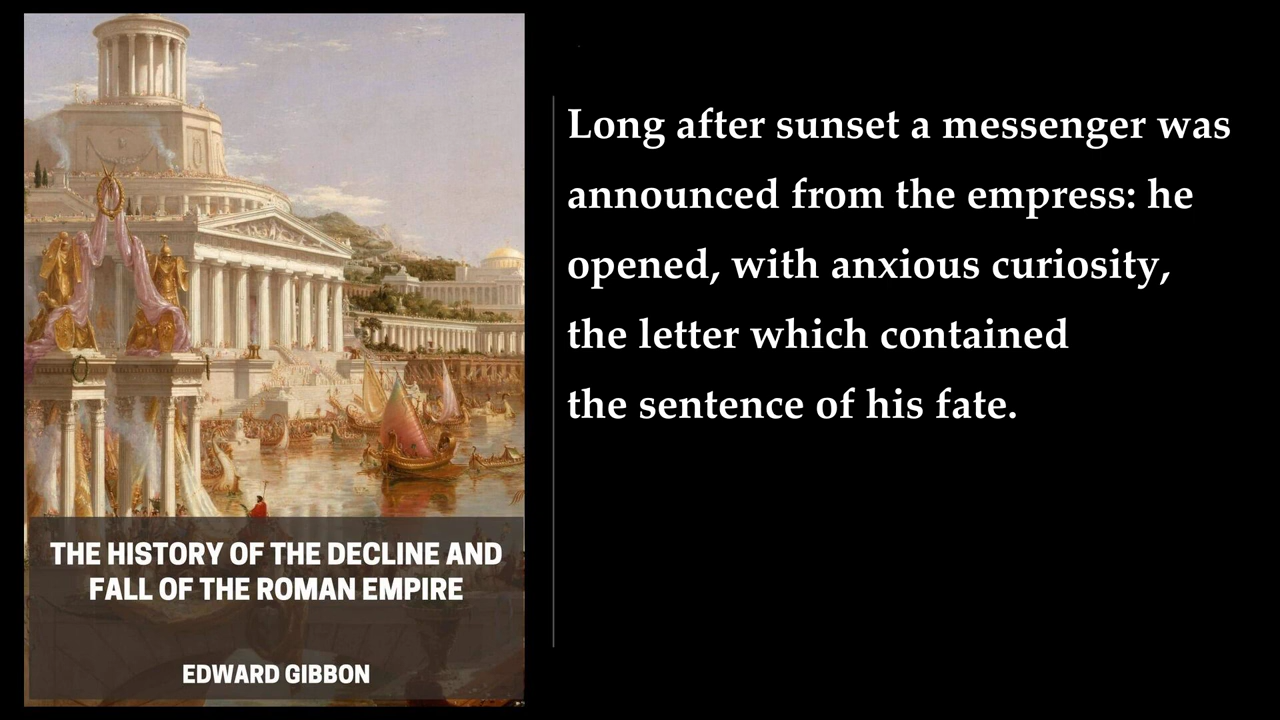 THE HISTORY OF THE DECLINE AND
FALL OF THE ROMAN EMPIRE
EDWARD GIBBON
Long after sunset a messenger was
announced from the empress: he
opened, with anxious curiosity,
the letter which contained
the sentence of his fate.